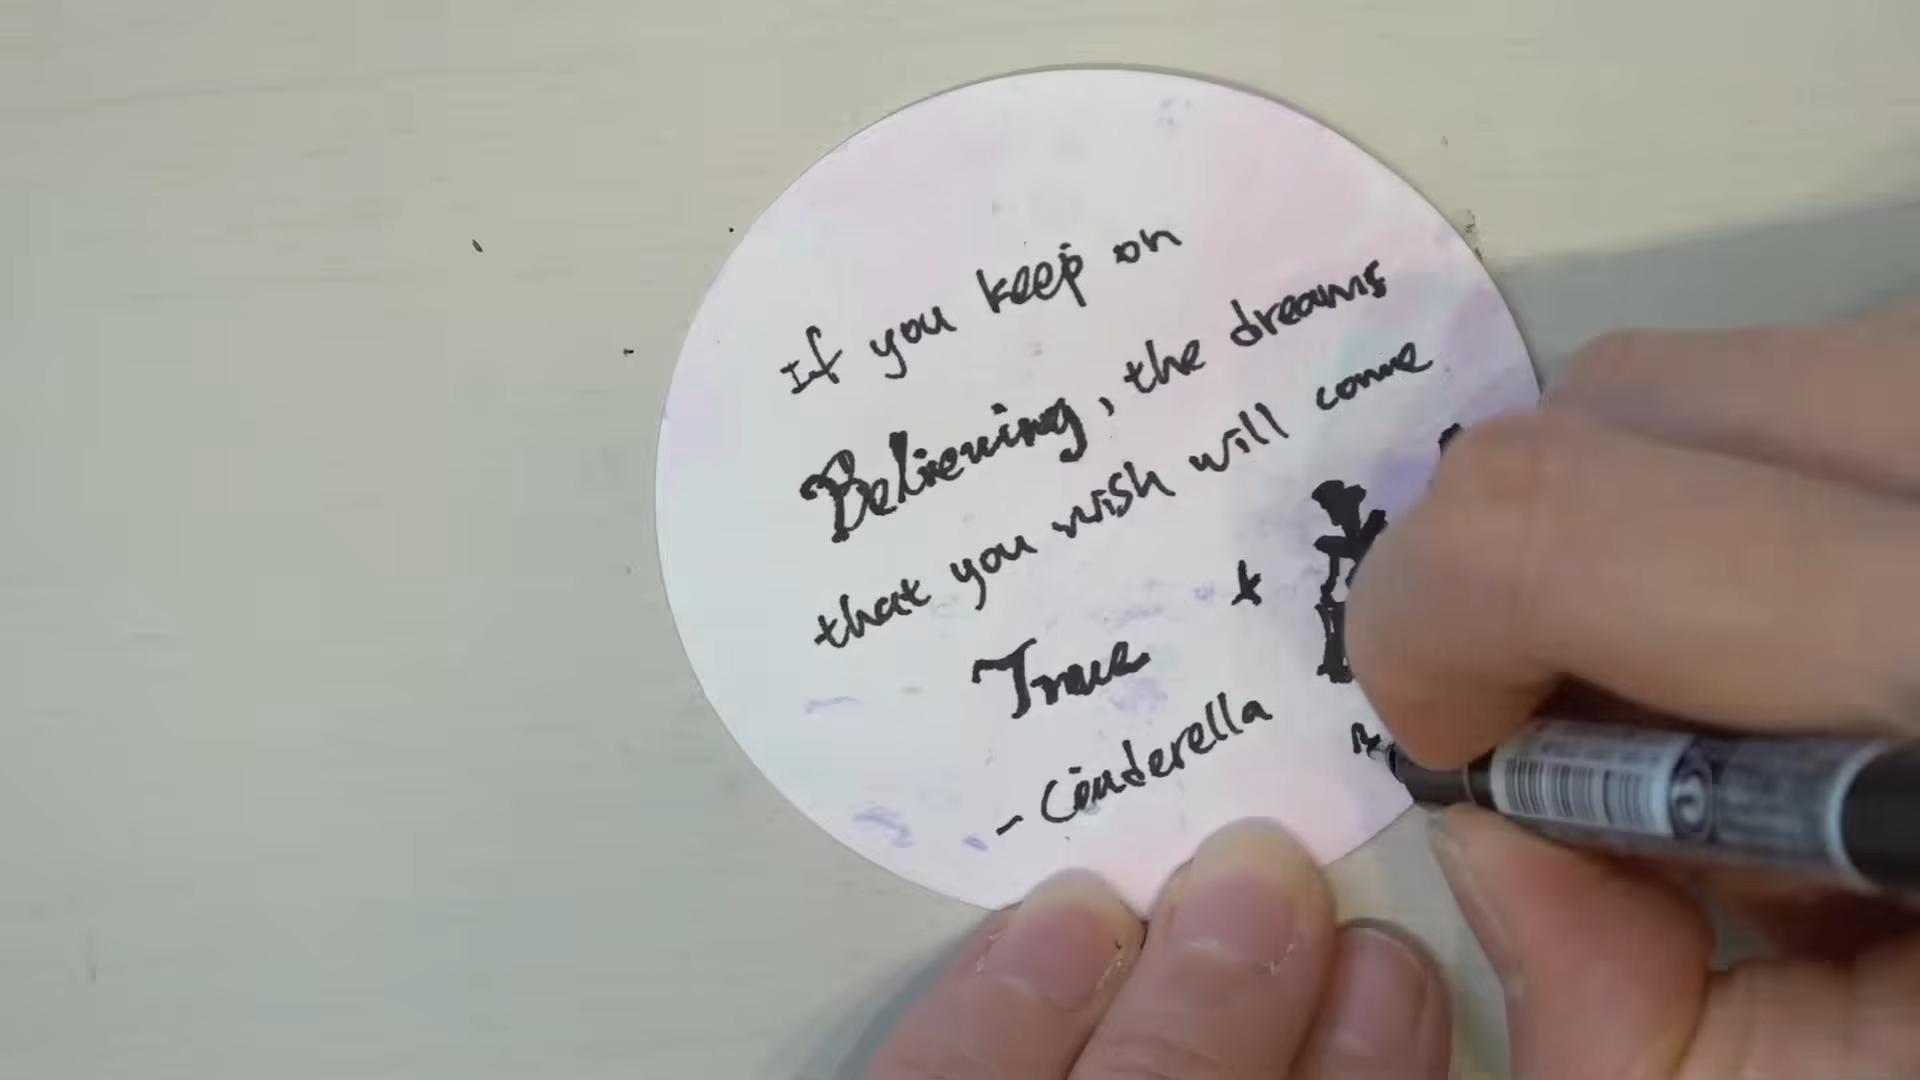 If you keep on
Believing, the dreams
that you wish will come
True
- Cinderella